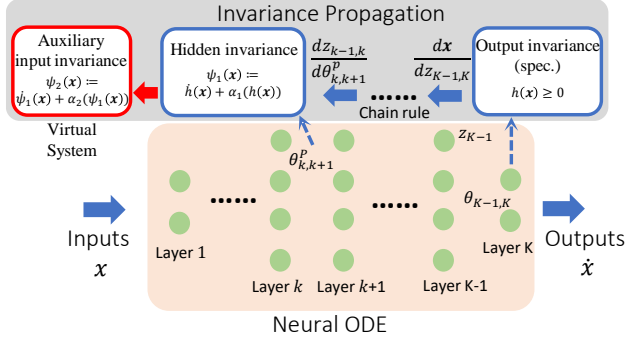 Invariance Propagation
Auxiliary
input invariance
ψ₂(x) ≔
ψ̇₁(x) + α₂(ψ₁(x))
Hidden invariance
ψ₁(x) ≔
ḣ(x) + α₁(h(x))
dz_{k−1,k}
dθ^p_{k,k+1}
dx
dz_{K−1,K}
Output invariance
(spec.)
h(x) ≥ 0
......
Chain rule
Virtual
System
θ^P_{k,k+1}
z_{K−1}
θ_{K−1,K}
......
......
Inputs
x
Layer 1
Layer k
Layer k+1
Layer K-1
Layer K
Outputs
ẋ
Neural ODE